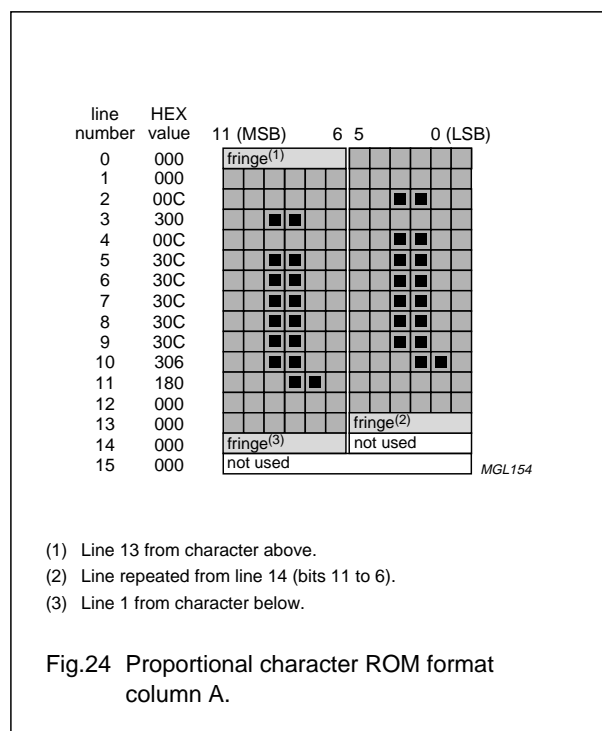 line HEX
number value 11 (MSB) 6 5 0 (LSB)
0 000 fringe(1)
1 000
2 00C
3 300
4 00C
5 30C
6 30C
7 30C
8 30C
9 30C
10 306
11 180
12 000
13 000 fringe(2)
14 000 fringe(3) not used
15 000 not used
MGL154
(1) Line 13 from character above.
(2) Line repeated from line 14 (bits 11 to 6).
(3) Line 1 from character below.
Fig.24 Proportional character ROM format
column A.